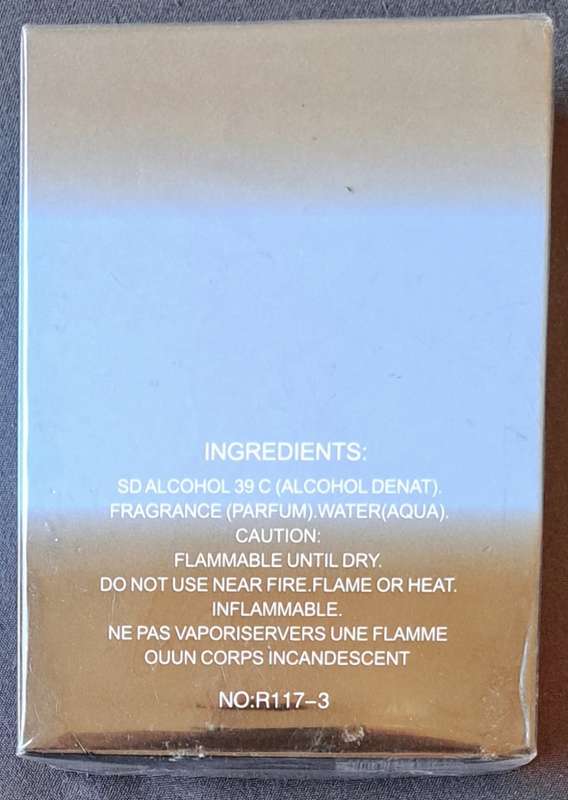 INGREDIENTS:
SD ALCOHOL 39 C (ALCOHOL DENAT).
FRAGRANCE (PARFUM).WATER(AQUA).
CAUTION:
FLAMMABLE UNTIL DRY.
DO NOT USE NEAR FIRE.FLAME OR HEAT.
INFLAMMABLE.
NE PAS VAPORISERVERS UNE FLAMME
OUUN CORPS INCANDESCENT
NO:R117-3